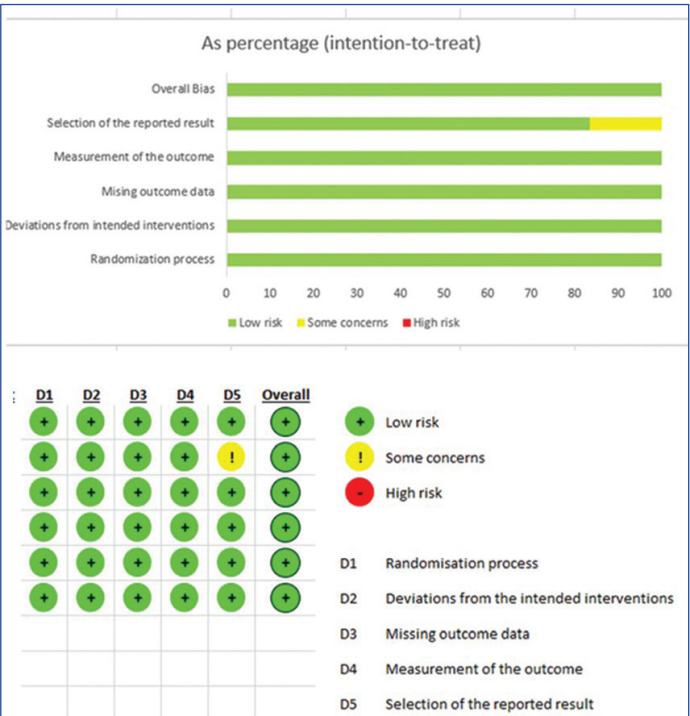 As percentage (intention-to-treat)
Overall Bias
Selection of the reported result
Measurement of the outcome
Mising outcome data
Deviations from intended interventions
Randomization process
0 10 20 30 40 50 60 70 80 90 100
Low risk Some concerns High risk
: D1 D2 D3 D4 D5 Overall
+ + + + + + + Low risk
+ + + + ! + ! Some concerns
+ + + + + + - High risk
+ + + + + +
+ + + + + + D1 Randomisation process
+ + + + + + D2 Deviations from the intended interventions
D3 Missing outcome data
D4 Measurement of the outcome
D5 Selection of the reported result